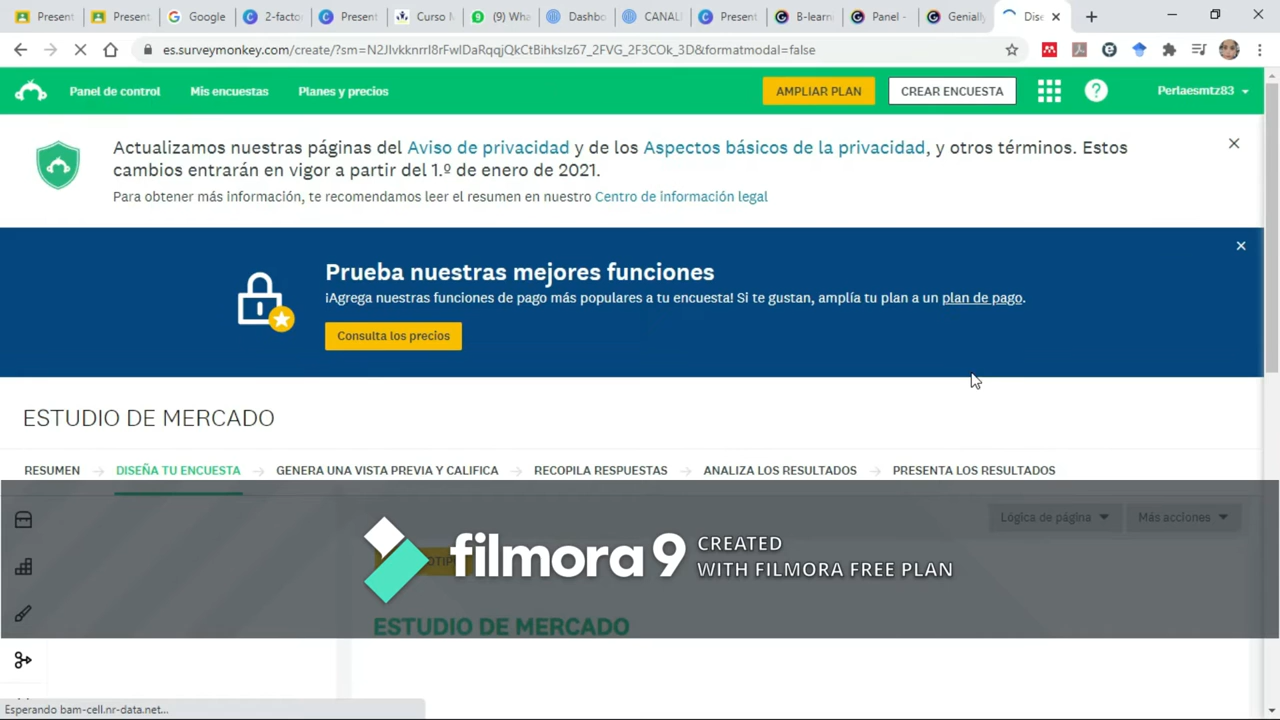 Present
Present
Google
2-factor
Present
Curso M
(9) Wha
Dashbo
CANAL
Present
B-learn
Panel -
Genially
Dise
es.surveymonkey.com/create/?sm=N2JIvkknrrI8rFwIDaRqqjQkCtBihksIz67_2FVG_2F3COk_3D&formatmodal=false
Panel de control
Mis encuestas
Planes y precios
AMPLIAR PLAN
CREAR ENCUESTA
Perlaesmtz83
Actualizamos nuestras páginas del Aviso de privacidad y de los Aspectos básicos de la privacidad, y otros términos. Estos
cambios entrarán en vigor a partir del 1.º de enero de 2021.
Para obtener más información, te recomendamos leer el resumen en nuestro Centro de información legal
Prueba nuestras mejores funciones
¡Agrega nuestras funciones de pago más populares a tu encuesta! Si te gustan, amplía tu plan a un plan de pago.
Consulta los precios
ESTUDIO DE MERCADO
RESUMEN
DISEÑA TU ENCUESTA
GENERA UNA VISTA PREVIA Y CALIFICA
RECOPILA RESPUESTAS
ANALIZA LOS RESULTADOS
PRESENTA LOS RESULTADOS
Lógica de página
Más acciones
filmora9 CREATED
WITH FILMORA FREE PLAN
ESTUDIO DE MERCADO
Esperando bam-cell.nr-data.net...